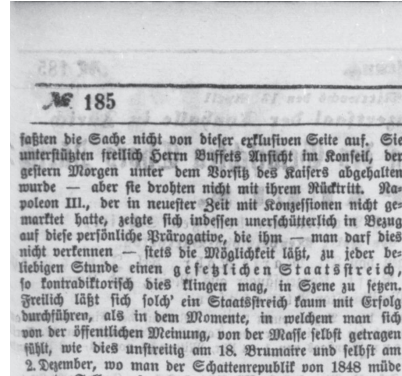 № 185
faßten die Sache nicht von dieser exklusiven Seite auf. Sie
unterstützten freilich Herrn Buffets Ansicht im Konseil, der
gestern Morgen unter dem Vorsitz des Kaisers abgehalten
wurde — aber sie drohten nicht mit ihrem Rücktritt. Na-
poleon III., der in neuester Zeit mit Konzessionen nicht ge-
marktet hatte, zeigte sich indessen unerschütterlich in Bezug
auf diese persönliche Prärogative, die ihm — man darf dies
nicht verkennen — stets die Möglichkeit läßt, zu jeder be-
liebigen Stunde einen gesetzlichen Staatsstreich,
so kontradiktorisch dies klingen mag, in Szene zu setzen.
Freilich läßt sich solch' ein Staatsstreich kaum mit Erfolg
durchführen, als in dem Momente, in welchem man sich
von der öffentlichen Meinung, von der Masse selbst getragen
fühlt, wie dies unstreitig am 18. Brumaire und selbst am
2. Dezember, wo man der Schattenrepublik von 1848 müde